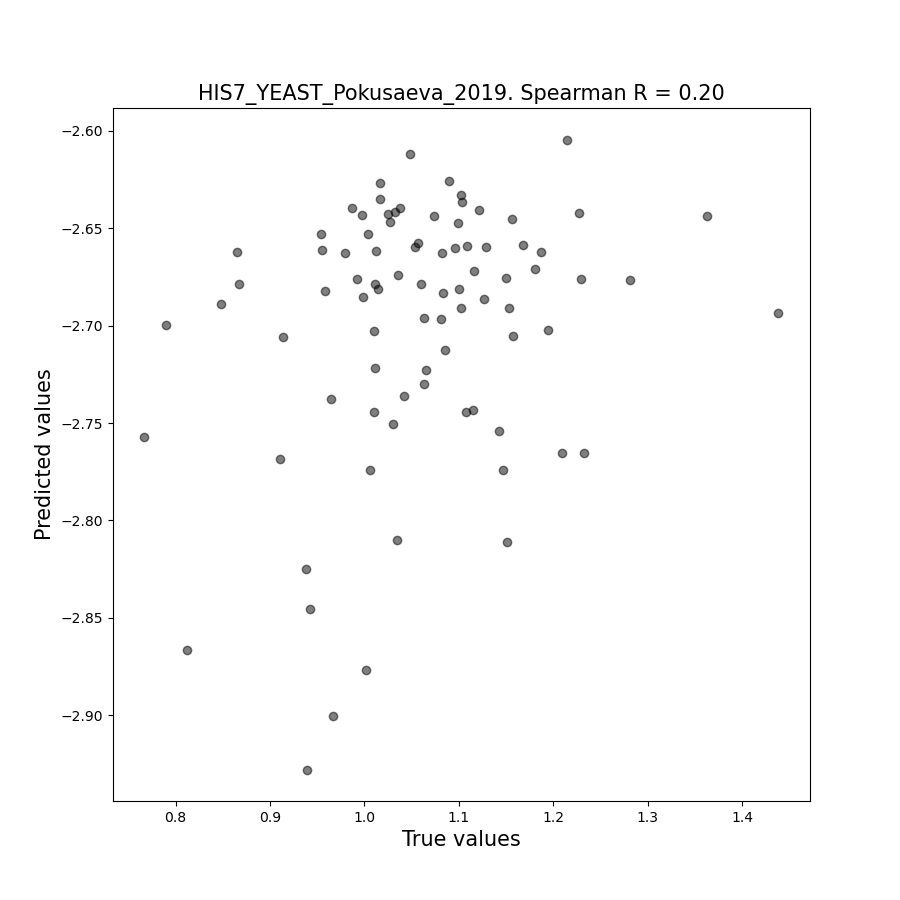 HIS7_YEAST_Pokusaeva_2019. Spearman R = 0.20
Predicted values
−2.60
−2.65
−2.70
−2.75
−2.80
−2.85
−2.90
0.8 0.9 1.0 1.1 1.2 1.3 1.4
True values